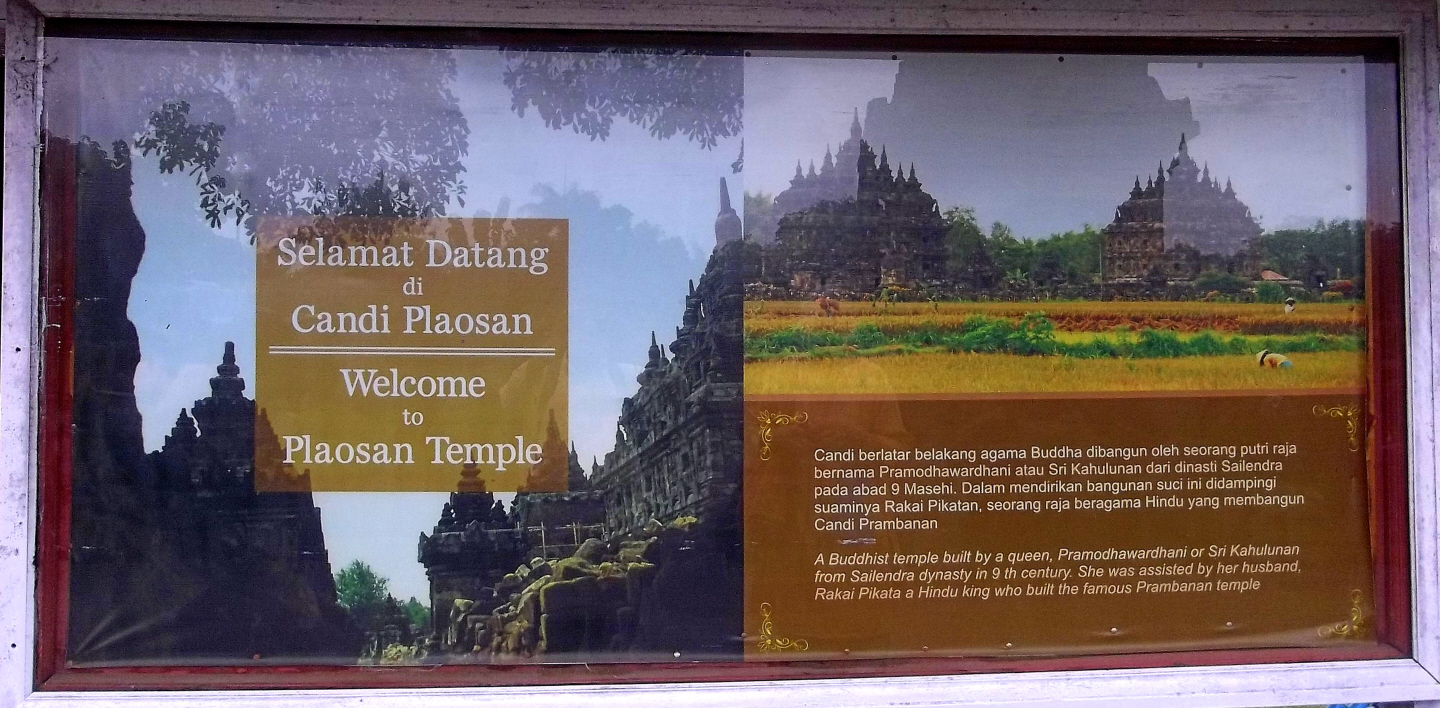 Selamat Datang
di
Candi Plaosan
Welcome
to
Plaosan Temple
Candi berlatar belakang agama Buddha dibangun oleh seorang putri raja
bernama Pramodhawardhani atau Sri Kahulunan dari dinasti Sailendra
pada abad 9 Masehi. Dalam mendirikan bangunan suci ini didampingi
suaminya Rakai Pikatan, seorang raja beragama Hindu yang membangun
Candi Prambanan
A Buddhist temple built by a queen, Pramodhawardhani or Sri Kahulunan
from Sailendra dynasty in 9 th century. She was assisted by her husband,
Rakai Pikata a Hindu king who built the famous Prambanan temple